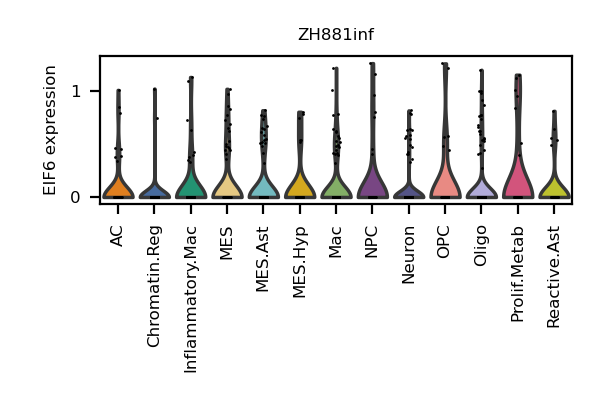 ZH881inf
EIF6 expression
1
0
AC
Chromatin.Reg
Inflammatory.Mac
MES
MES.Ast
MES.Hyp
Mac
NPC
Neuron
OPC
Oligo
Prolif.Metab
Reactive.Ast